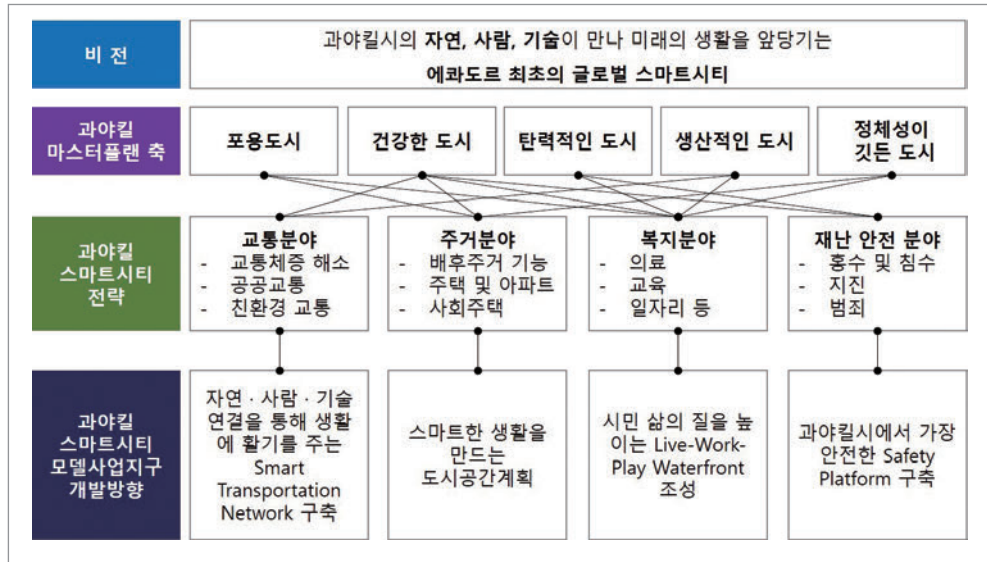 비 전
과야킬시의 자연, 사람, 기술이 만나 미래의 생활을 앞당기는
에콰도르 최초의 글로벌 스마트시티
과야킬
마스터플랜 축
포용도시
건강한 도시
탄력적인 도시
생산적인 도시
정체성이
깃든 도시
과야킬
스마트시티
전략
교통분야
- 교통체증 해소
- 공공교통
- 친환경 교통
주거분야
- 배후주거 기능
- 주택 및 아파트
- 사회주택
복지분야
- 의료
- 교육
- 일자리 등
재난 안전 분야
- 홍수 및 침수
- 지진
- 범죄
과야킬
스마트시티
모델사업지구
개발방향
자연 · 사람 · 기술
연결을 통해 생활
에 활기를 주는
Smart
Transportation
Network 구축
스마트한 생활을
만드는
도시공간계획
시민 삶의 질을 높
이는 Live-Work-
Play Waterfront
조성
과야킬시에서 가장
안전한 Safety
Platform 구축